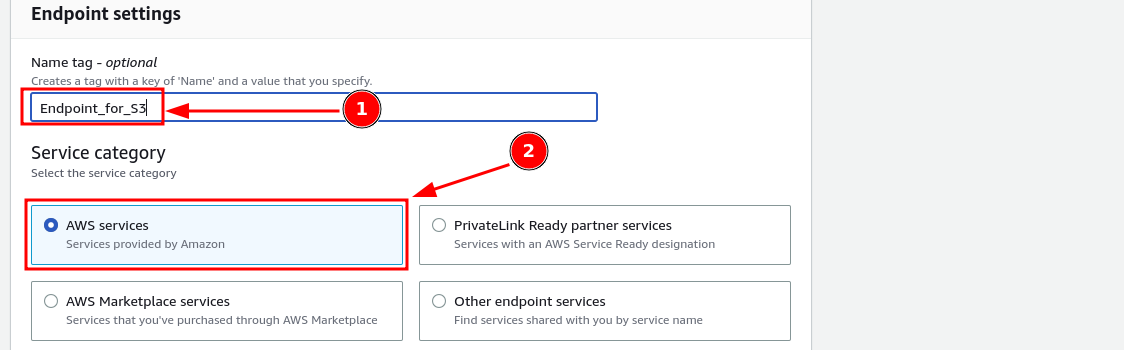 Endpoint settings
Name tag - optional
Creates a tag with a key of 'Name' and a value that you specify.
Endpoint_for_S3
1
2
Service category
Select the service category
AWS services
Services provided by Amazon
PrivateLink Ready partner services
Services with an AWS Service Ready designation
AWS Marketplace services
Services that you've purchased through AWS Marketplace
Other endpoint services
Find services shared with you by service name